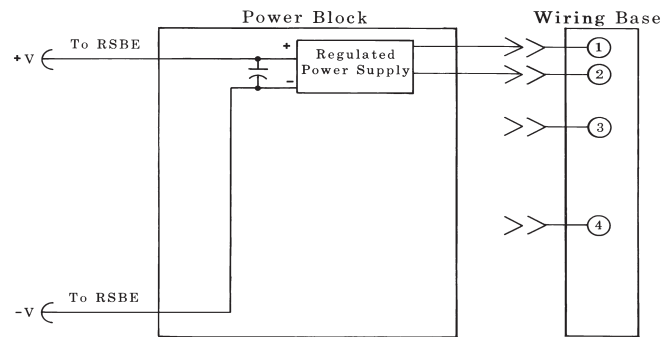 Power Block
Wiring Base
To RSBE
+V
+
Regulated
Power Supply
-
1
2
3
4
To RSBE
-V